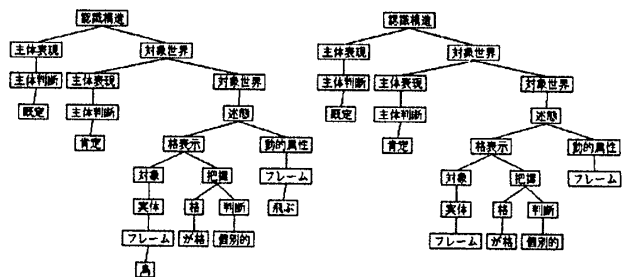 認識構造
認識構造
主体表現
対象世界
主体表現
対象世界
主体判断
主体表現
対象世界
主体判断
主体表現
対象世界
既定
主体判断
述態
既定
主体判断
述態
肯定
格表示
動的属性
肯定
格表示
動的属性
対象
把握
フレーム
対象
把握
フレーム
実体
格
判断
飛ぶ
実体
格
判断
フレーム
が格
個別的
フレーム
が格
個別的
鳥